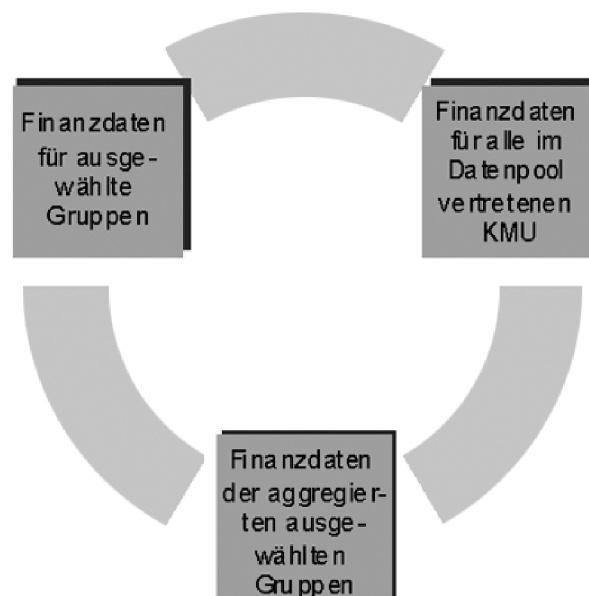 Finanzdaten
für ausge-
wählte
Gruppen
Finanzdaten
für alle im
Datenpool
vertretenen
KMU
Finanzdaten
der aggregier-
ten ausge-
wählten
Gruppen